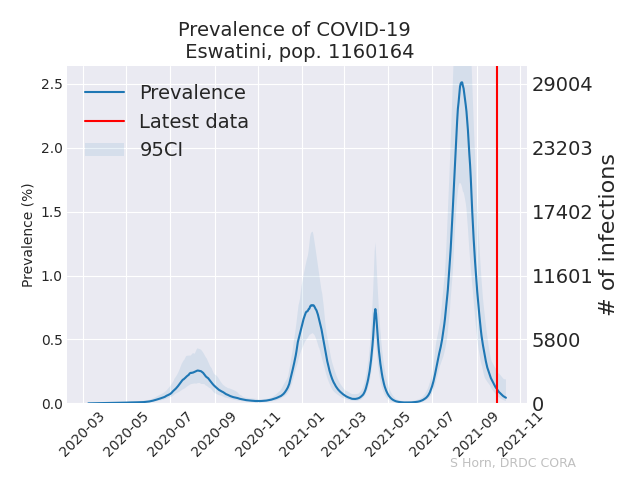 Prevalence of COVID-19
Eswatini, pop. 1160164
Prevalence
Latest data
95CI
Prevalence (%)
2.5
2.0
1.5
1.0
0.5
0.0
29004
23203
17402
11601
5800
0
# of infections
2020-03
2020-05
2020-07
2020-09
2020-11
2021-01
2021-03
2021-05
2021-07
2021-09
2021-11
S Horn, DRDC CORA